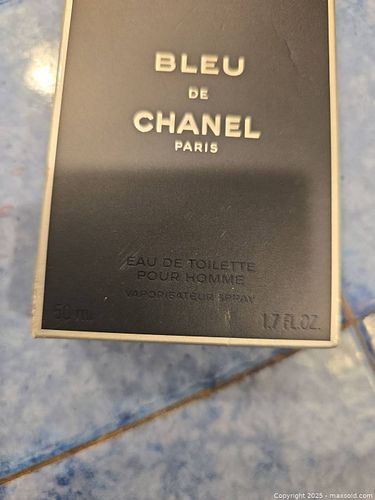 BLEU
DE
CHANEL
PARIS
EAU DE TOILETTE
POUR HOMME
VAPORISATEUR SPRAY
50 ml
1.7 FL.OZ.
Copyright 2025 - maxsold.com